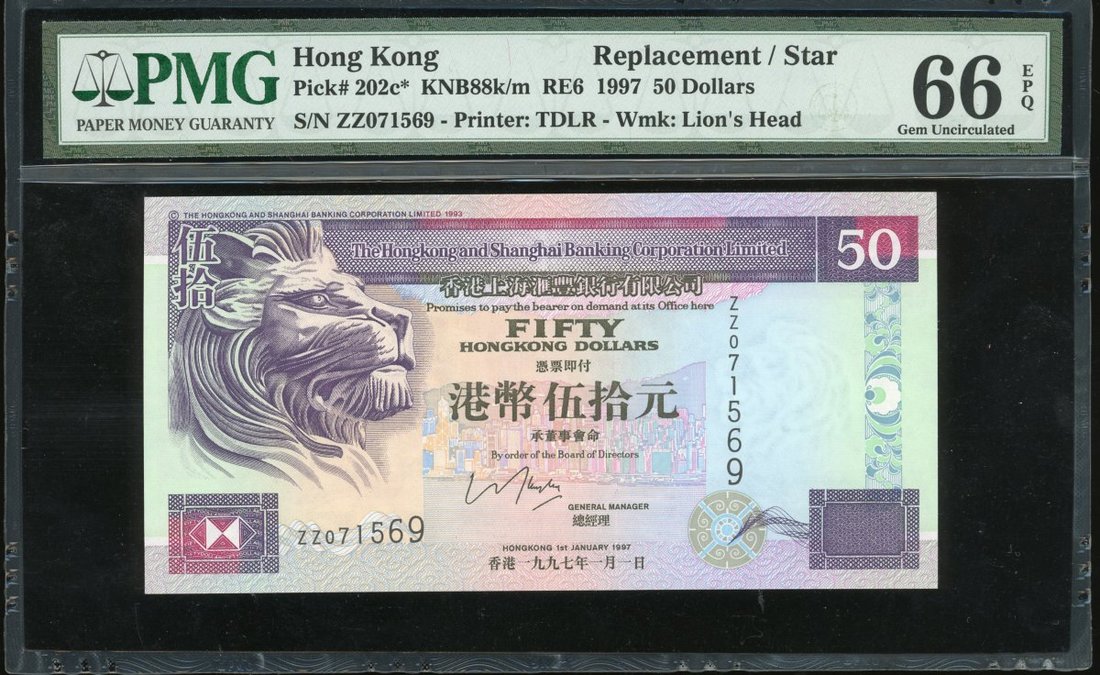 PMG
PAPER MONEY GUARANTY
Hong Kong Replacement / Star
Pick# 202c* KNB88k/m RE6 1997 50 Dollars
S/N ZZ071569 - Printer: TDLR - Wmk: Lion's Head
66
EPQ
Gem Uncirculated
© THE HONGKONG AND SHANGHAI BANKING CORPORATION LIMITED 1993
伍拾
The Hongkong and Shanghai Banking Corporation Limited
50
香港上海滙豐銀行有限公司
Promises to pay the bearer on demand at its Office here
FIFTY
HONGKONG DOLLARS
憑票即付
港幣伍拾元
承董事會命
By order of the Board of Directors
GENERAL MANAGER
總經理
ZZ071569
ZZ071569
HONGKONG 1st JANUARY 1997
香港一九九七年一月一日